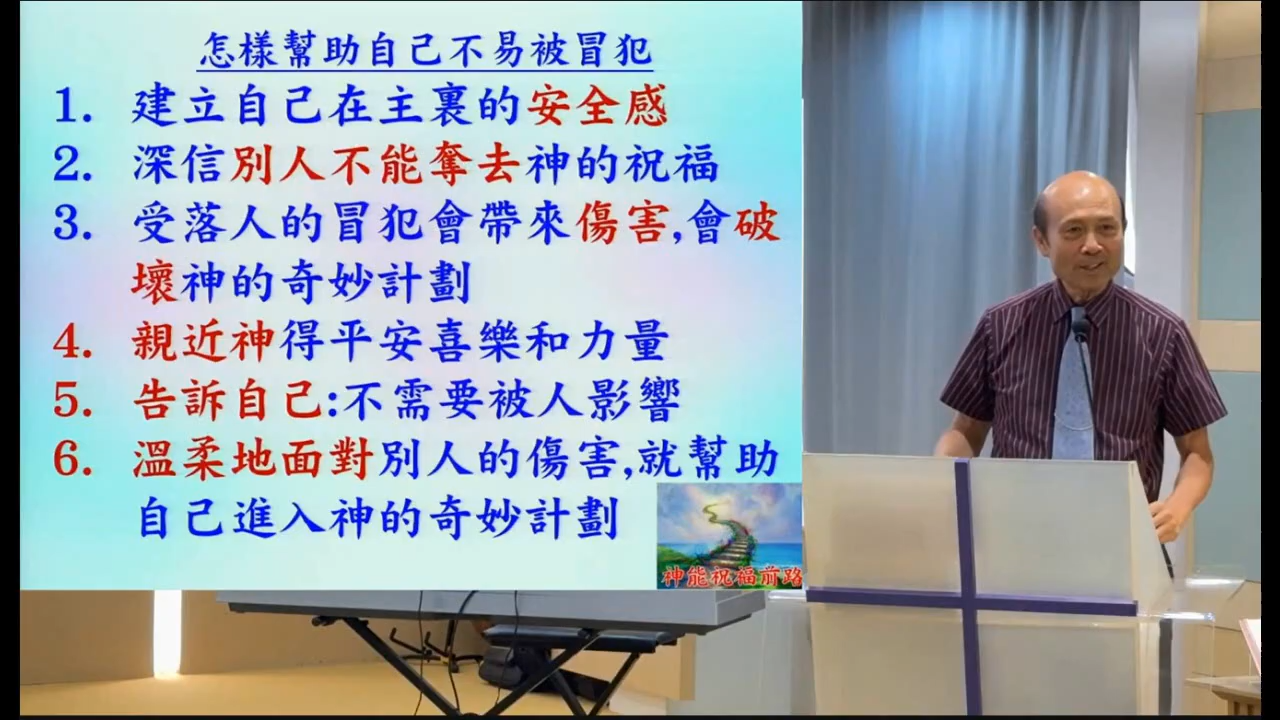 怎樣幫助自己不易被冒犯
1. 建立自己在主裏的安全感
2. 深信別人不能奪去神的祝福
3. 受落人的冒犯會帶來傷害,會破
壞神的奇妙計劃
4. 親近神得平安喜樂和力量
5. 告訴自己:不需要被人影響
6. 溫柔地面對別人的傷害,就幫助
自己進入神的奇妙計劃
神能祝福前路